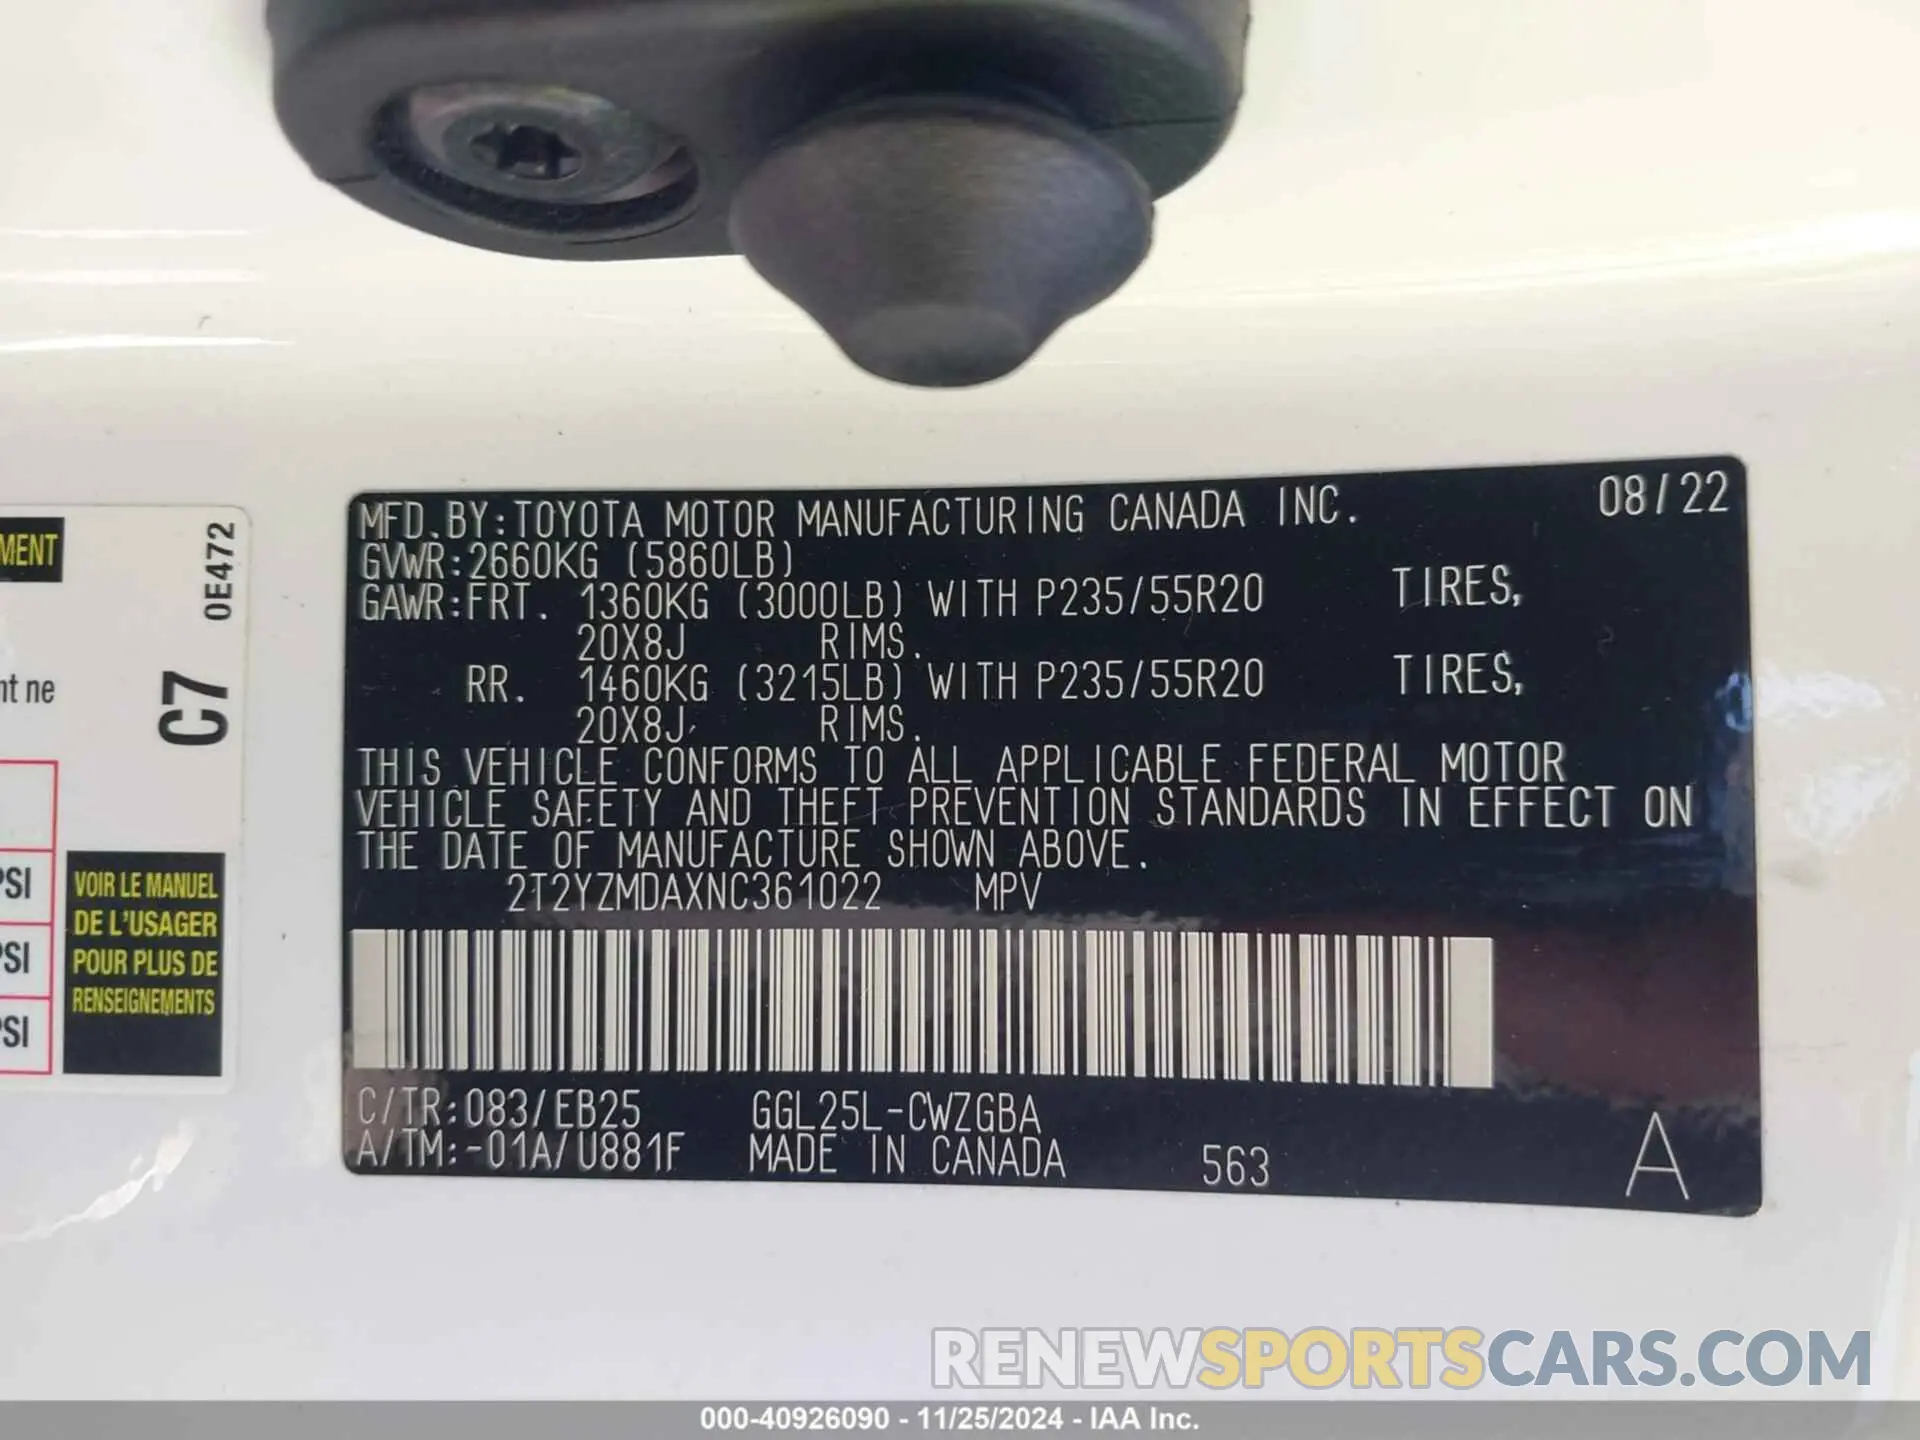 MFD.BY:TOYOTA MOTOR MANUFACTURING CANADA INC. 08/22
GVWR:2660KG (5860LB)
GAWR:FRT. 1360KG (3000LB) WITH P235/55R20 TIRES,
20X8J RIMS.
RR. 1460KG (3215LB) WITH P235/55R20 TIRES,
20X8J RIMS.
THIS VEHICLE CONFORMS TO ALL APPLICABLE FEDERAL MOTOR
VEHICLE SAFETY AND THEFT PREVENTION STANDARDS IN EFFECT ON
THE DATE OF MANUFACTURE SHOWN ABOVE.
2T2YZMDAXNC361022 MPV
C/TR:083/EB25 GGL25L-CWZGBA
A/TM:-01A/U881F MADE IN CANADA 563 A
MENT
0E472
nt ne
C7
PSI
PSI
PSI
VOIR LE MANUEL
DE L'USAGER
POUR PLUS DE
RENSEIGNEMENTS
RENEWSPORTSCARS.COM
000-40926090 - 11/25/2024 - IAA Inc.